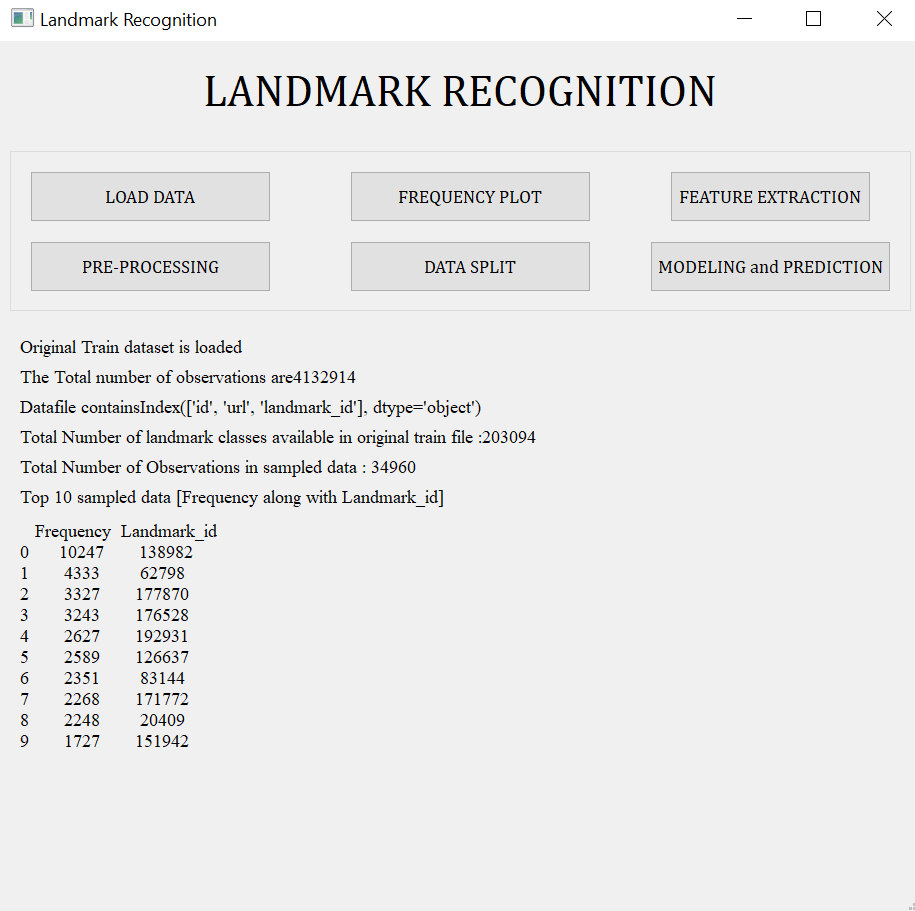 Landmark Recognition
LANDMARK RECOGNITION
LOAD DATA FREQUENCY PLOT FEATURE EXTRACTION
PRE-PROCESSING DATA SPLIT MODELING and PREDICTION
Original Train dataset is loaded
The Total number of observations are4132914
Datafile containsIndex(['id', 'url', 'landmark_id'], dtype='object')
Total Number of landmark classes available in original train file :203094
Total Number of Observations in sampled data : 34960
Top 10 sampled data [Frequency along with Landmark_id]
Frequency Landmark_id
0 10247 138982
1 4333 62798
2 3327 177870
3 3243 176528
4 2627 192931
5 2589 126637
6 2351 83144
7 2268 171772
8 2248 20409
9 1727 151942